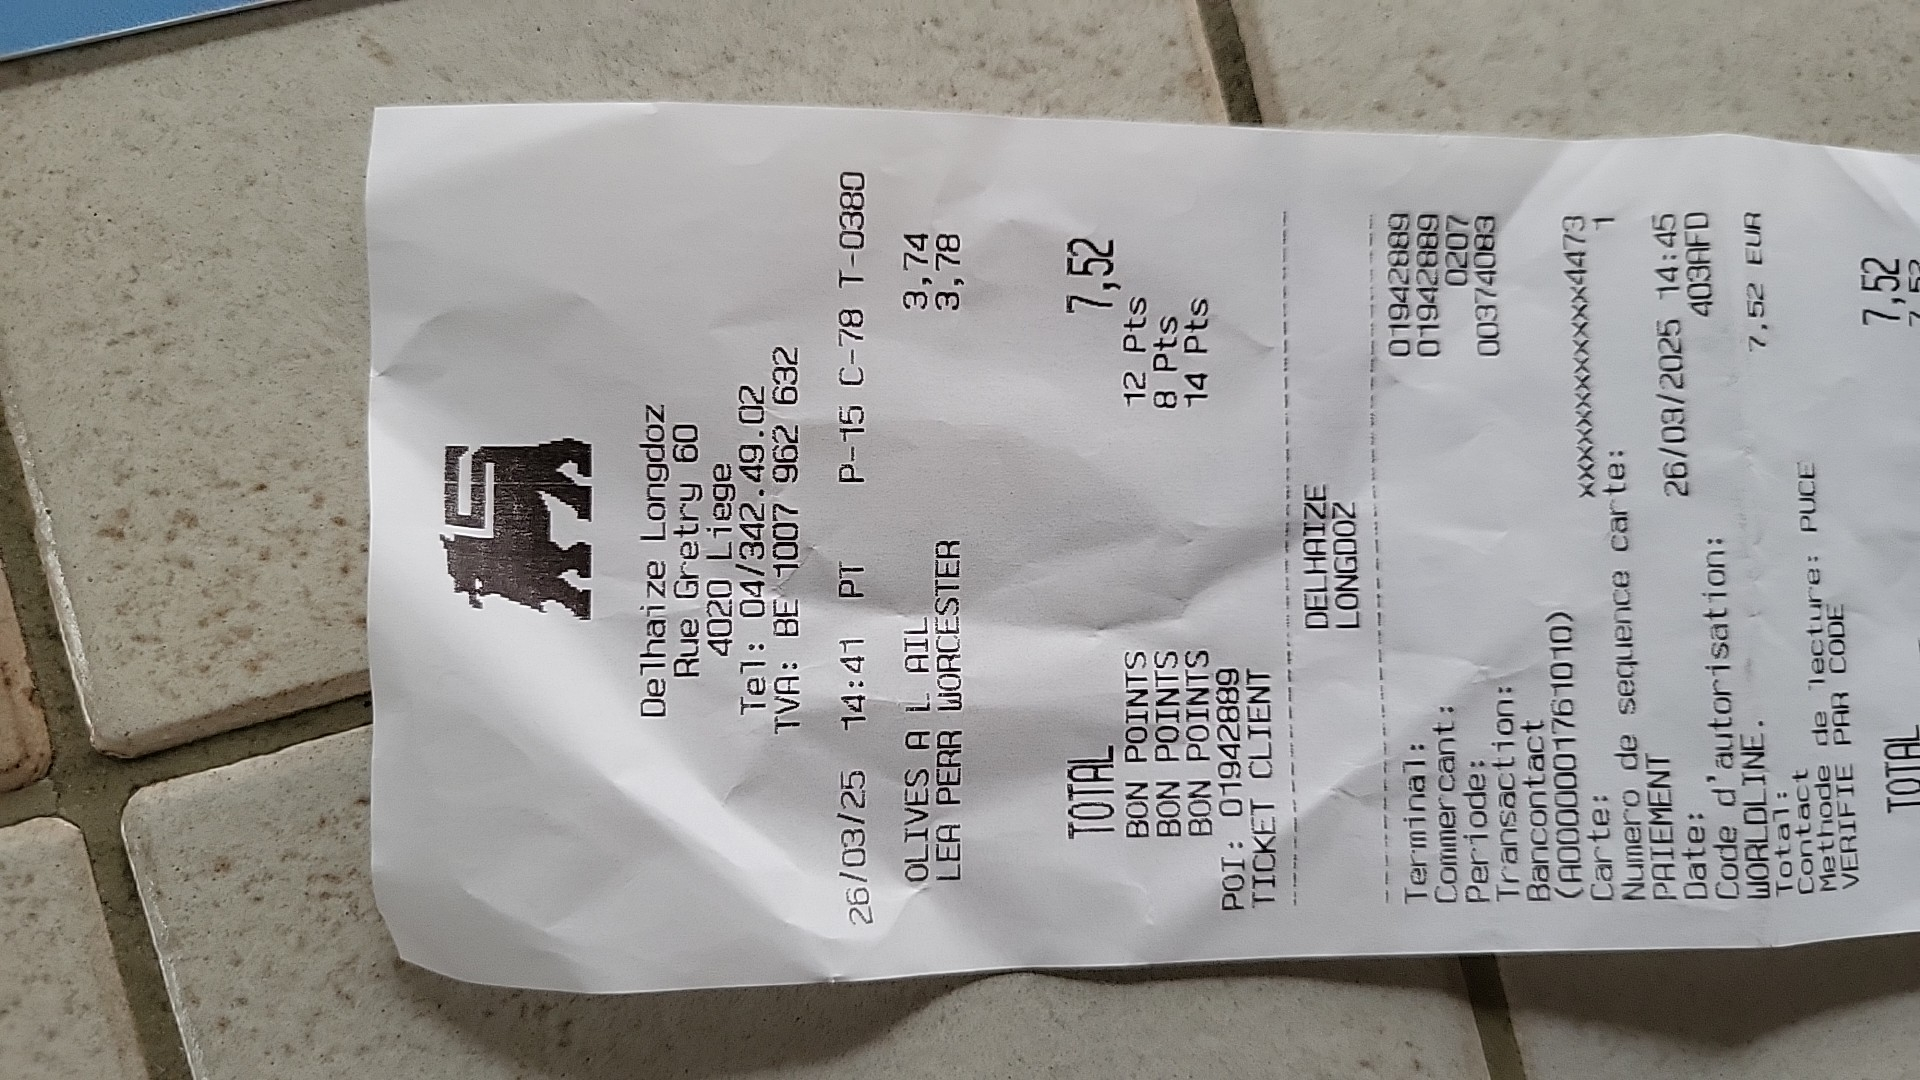 Delhaize Longdoz
Rue Gretry 60
4020 Liege
Tel: 04/342.49.02
TVA: BE 1007 962 632
26/03/25 14:41 PT P-15 C-78 T-0380
OLIVES A L AIL 3,74
LEA PERR WORCESTER 3,78
TOTAL 7,52
BON POINTS 12 Pts
BON POINTS 8 Pts
BON POINTS 14 Pts
POI: 01942889
TICKET CLIENT
DELHAIZE
LONGDOZ
Terminal: 01942889
Commercant: 01942889
Periode: 0207
Transaction: 00374083
Bancontact
(A0000001761010)
Carte: xxxxxxxxxxxxx4473
Numero de sequence carte: 1
PAIEMENT
Date: 26/03/2025 14:45
Code d'autorisation: 403AFD
WORLDLINE.
Total: 7,52 EUR
Contact
Methode de lecture: PUCE
VERIFIE PAR CODE
TOTAL 7,52